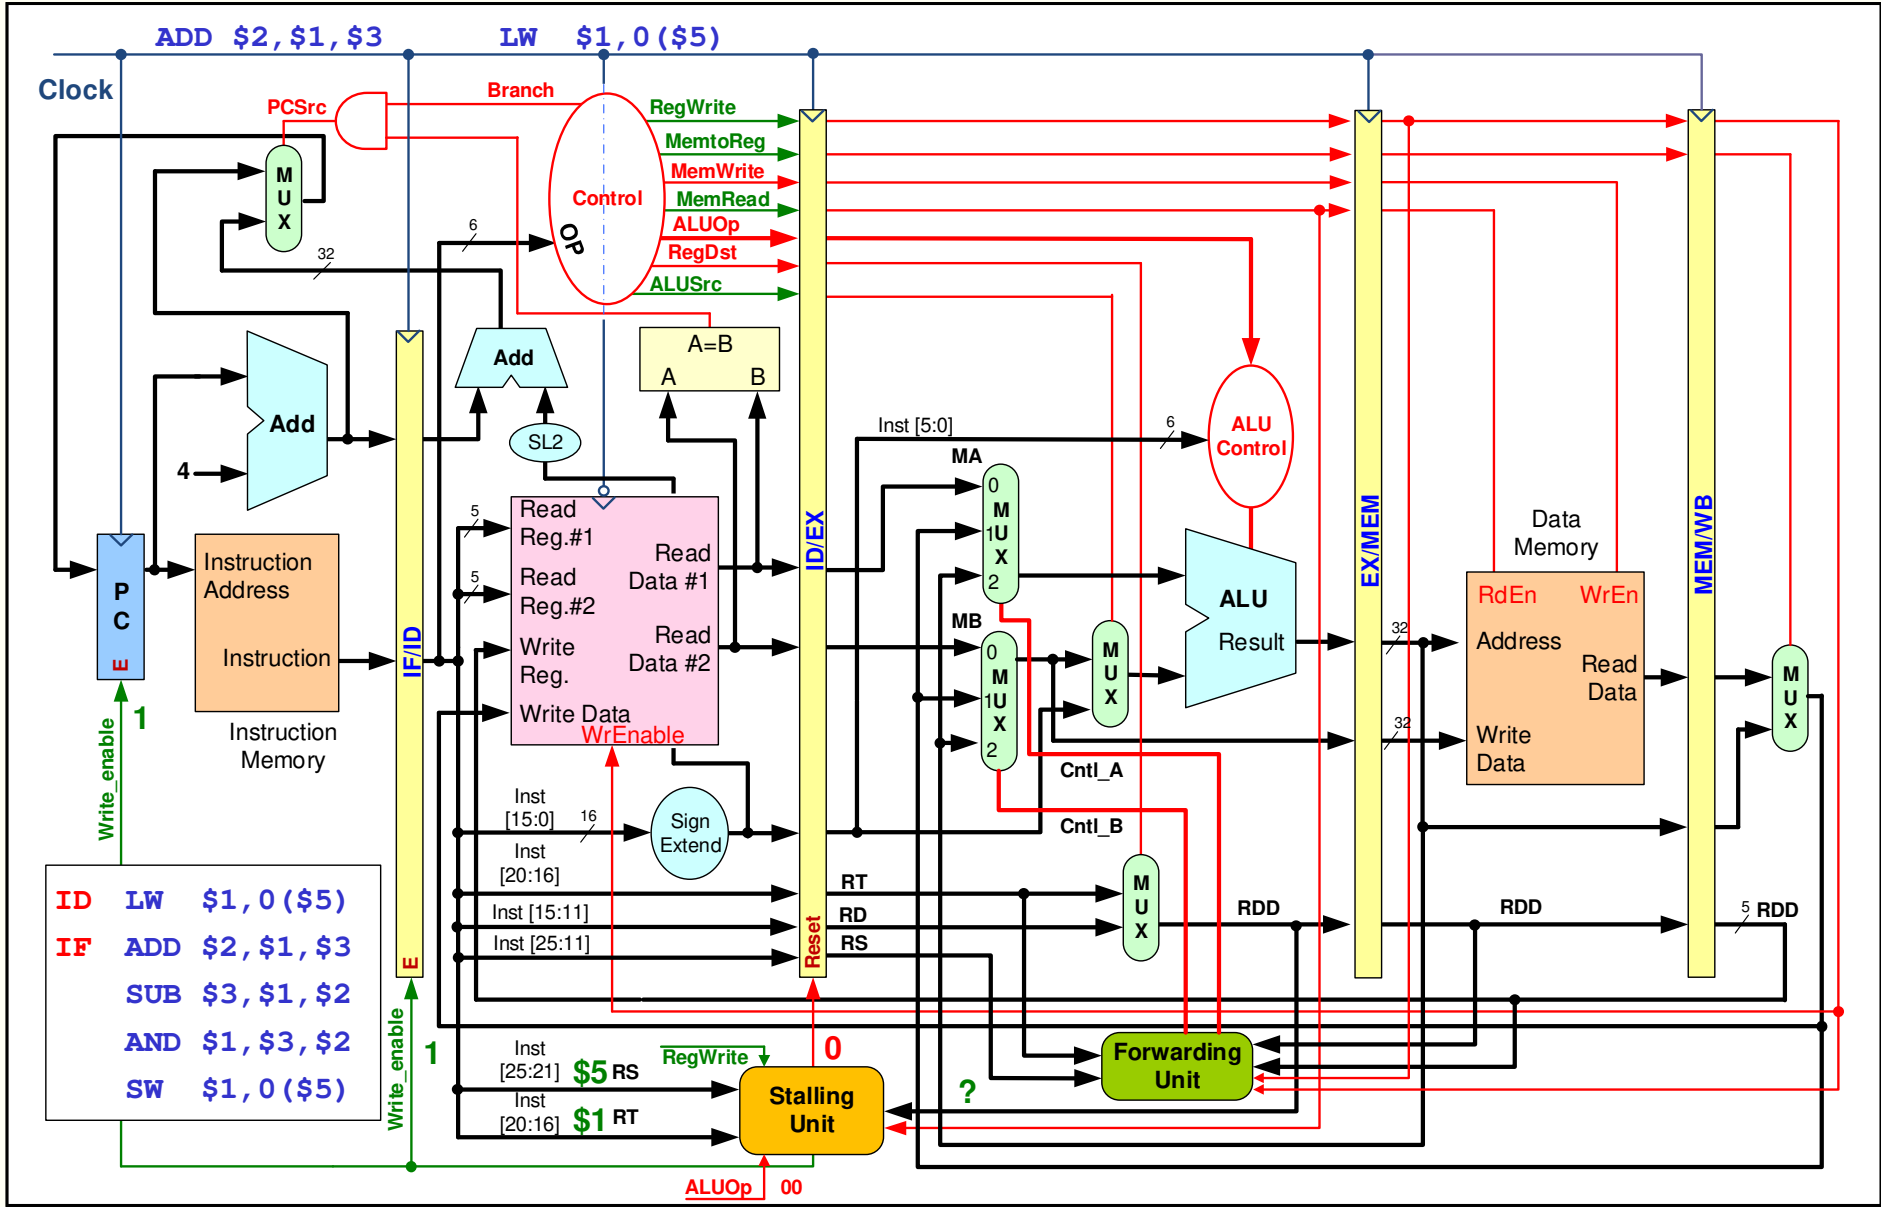 ADD $2,$1,$3
LW $1,0($5)
Clock
PCSrc
Branch
RegWrite
MemtoReg
MemWrite
MemRead
ALUOp
RegDst
ALUSrc
Control
OP
M
U
X
6
32
Add
4
Add
SL2
A=B
A B
Inst [5:0]
6
ALU
Control
P
C
E
Instruction
Address
Instruction
Instruction
Memory
IF/ID
E
5
Read
Reg.#1
5
Read
Reg.#2
Write
Reg.
Write Data
WrEnable
Read
Data #1
Read
Data #2
ID/EX
Reset
MA
0
M
1U
X
2
MB
0
M
1U
X
2
M
U
X
ALU
Result
EX/MEM
32
32
Data
Memory
RdEn WrEn
Address
Read
Data
Write
Data
MEM/WB
M
U
X
Cntl_A
Cntl_B
Write_enable
1
Inst
[15:0]
16
Sign
Extend
Inst
[20:16]
Inst [15:11]
Inst [25:11]
RT
RD
RS
M
U
X
RDD
RDD
5
RDD
ID LW $1,0($5)
IF ADD $2,$1,$3
SUB $3,$1,$2
AND $1,$3,$2
SW $1,0($5)
Write_enable
1
Inst
[25:21]
$5 RS
Inst
[20:16]
$1 RT
RegWrite
0
Stalling
Unit
?
Forwarding
Unit
ALUOp 00